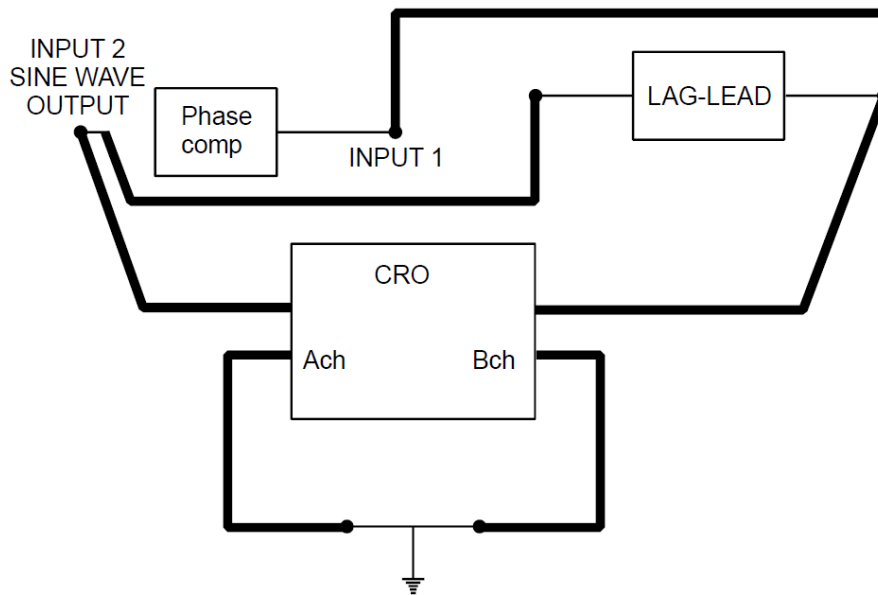 INPUT 2
SINE WAVE
OUTPUT
Phase
comp
INPUT 1
LAG-LEAD
CRO
Ach
Bch